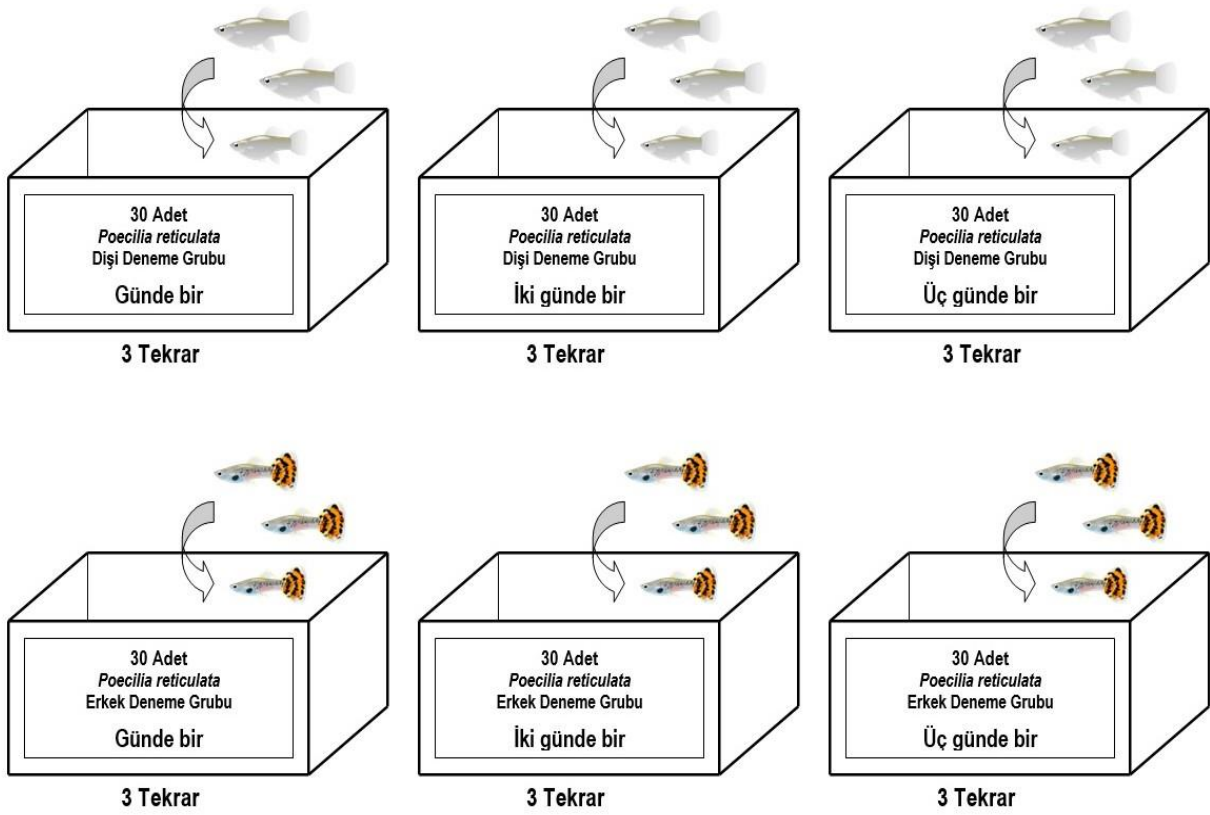 30 Adet
Poecilia reticulata
Dişi Deneme Grubu
Günde bir
3 Tekrar
30 Adet
Poecilia reticulata
Dişi Deneme Grubu
İki günde bir
3 Tekrar
30 Adet
Poecilia reticulata
Dişi Deneme Grubu
Üç günde bir
3 Tekrar
30 Adet
Poecilia reticulata
Erkek Deneme Grubu
Günde bir
3 Tekrar
30 Adet
Poecilia reticulata
Erkek Deneme Grubu
İki günde bir
3 Tekrar
30 Adet
Poecilia reticulata
Erkek Deneme Grubu
Üç günde bir
3 Tekrar